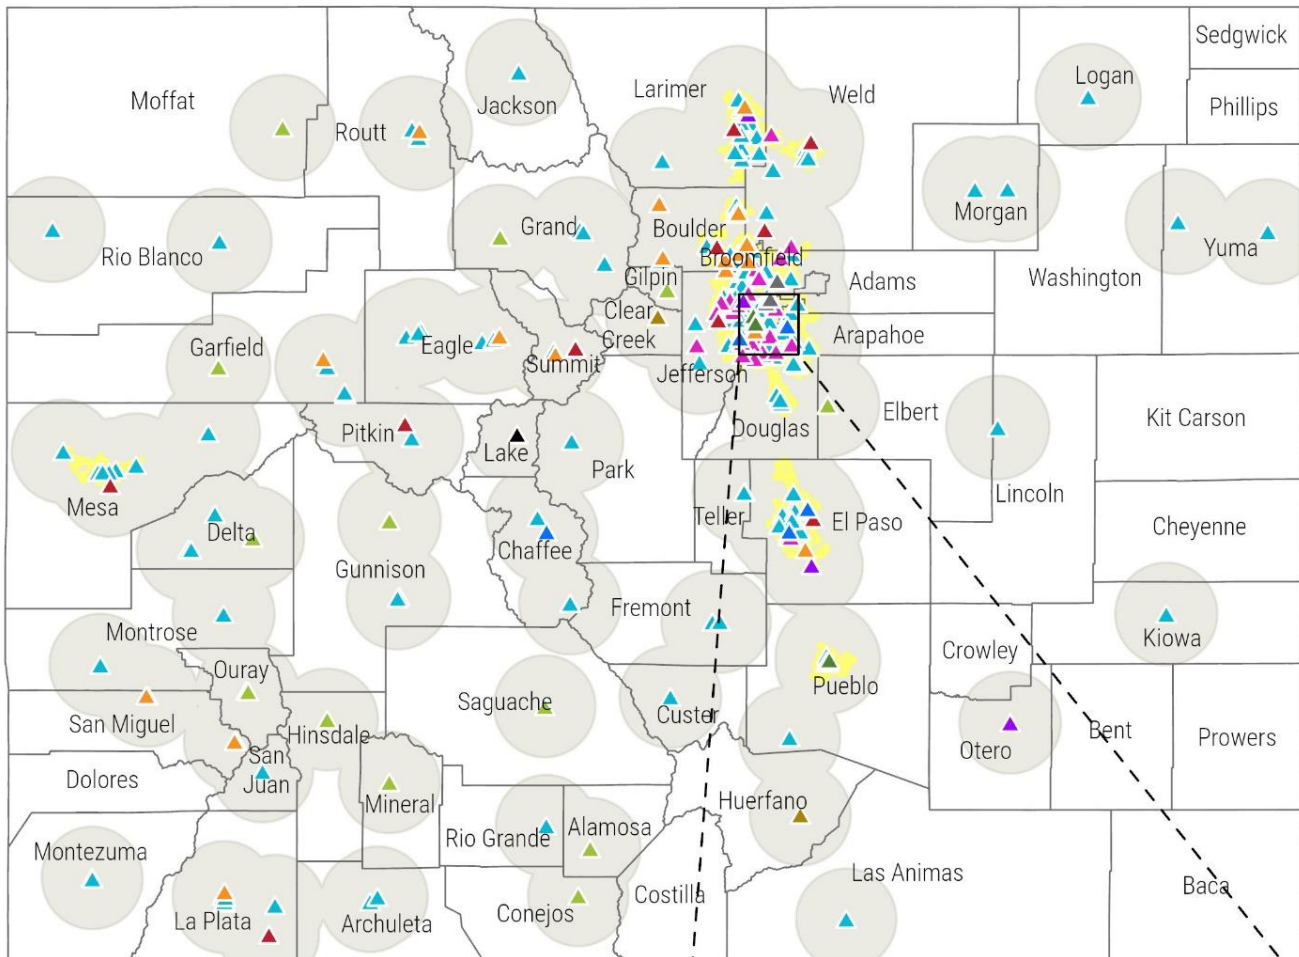 Sedgwick
Logan
Larimer
Weld
Moffat
Jackson
Phillips
Routt
Morgan
Grand
Boulder
Yuma
Rio Blanco
Broomfield
Gilpin
Adams
Washington
Clear
Creek
Arapahoe
Garfield
Eagle
Summit
Jefferson
Elbert
Kit Carson
Pitkin
Douglas
Lake
Park
Mesa
Lincoln
Teller
El Paso
Cheyenne
Delta
Chaffee
Gunnison
Fremont
Montrose
Kiowa
Crowley
Ouray
Pueblo
Saguache
Custer
San Miguel
Hinsdale
Otero
Bent
Prowers
San
Juan
Dolores
Mineral
Huerfano
Rio Grande
Alamosa
Montezuma
Las Animas
Baca
Costilla
La Plata
Archuleta
Conejos